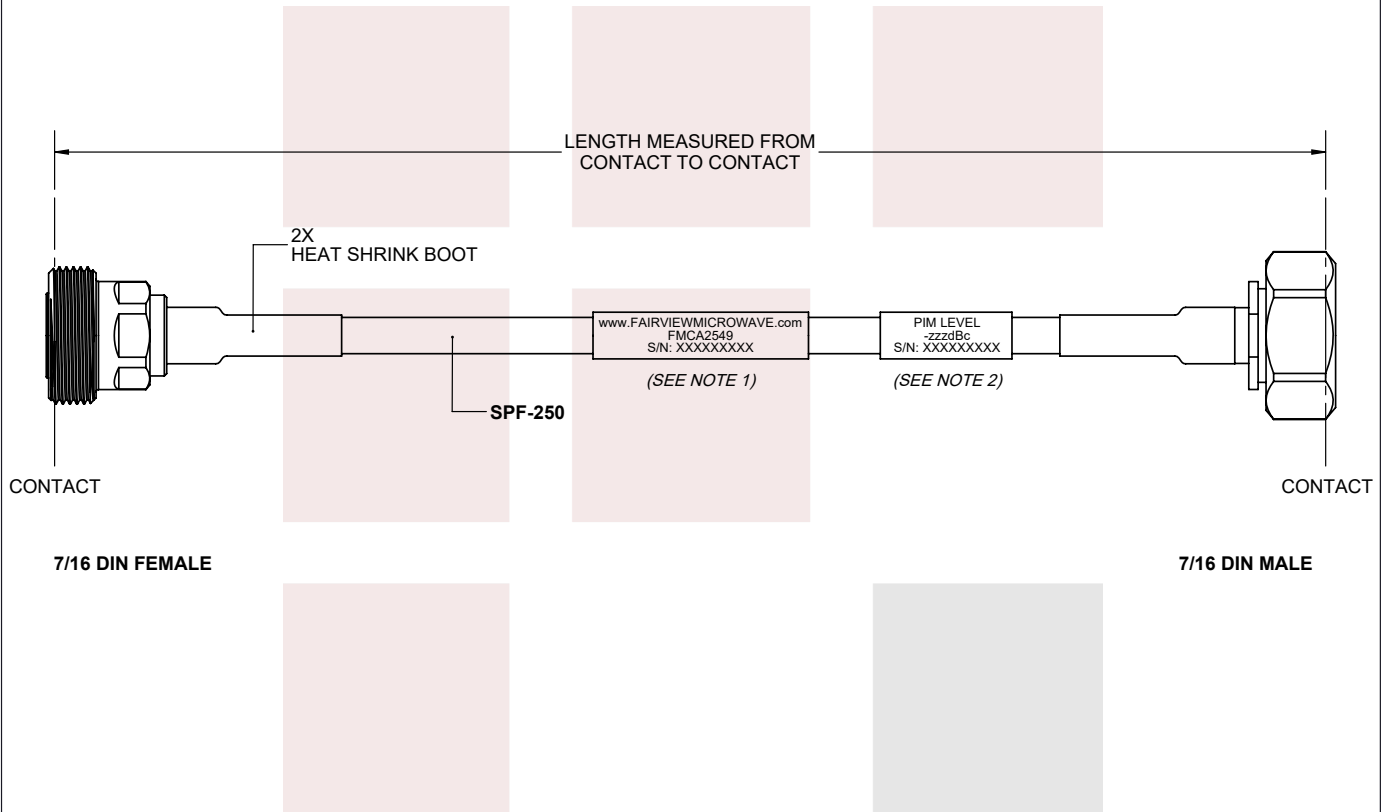 LENGTH MEASURED FROM
CONTACT TO CONTACT
2X
HEAT SHRINK BOOT
www.FAIRVIEWMICROWAVE.com
FMCA2549
S/N: XXXXXXXXX
PIM LEVEL
-zzzdBc
S/N: XXXXXXXXX
(SEE NOTE 1)
(SEE NOTE 2)
SPF-250
CONTACT
CONTACT
7/16 DIN FEMALE
7/16 DIN MALE